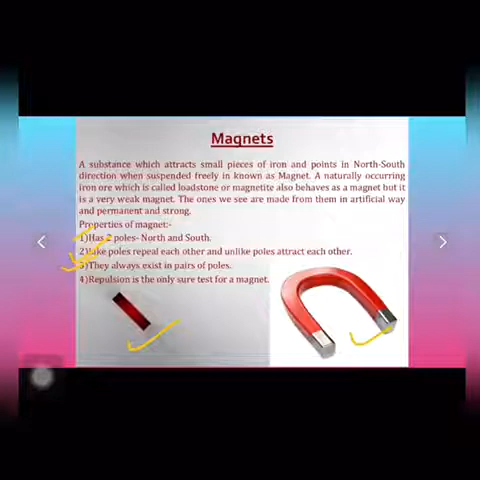 Magnets
A substance which attracts small pieces of iron and points in North-South
direction when suspended freely in known as Magnet. A naturally occurring
iron ore which is called loadstone or magnetite also behaves as a magnet but it
is a very weak magnet. The ones we see are made from them in artificial way
and permanent and strong.
Properties of magnet:-
1)Has 2 poles- North and South.
2)Like poles repeal each other and unlike poles attract each other.
3)They always exist in pairs of poles.
4)Repulsion is the only sure test for a magnet.